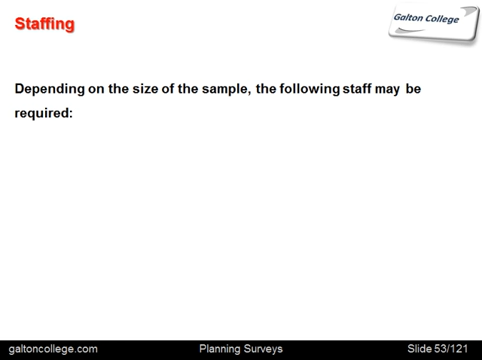 Staffing
Galton College
Depending on the size of the sample, the following staff may be
required:
galtoncollege.com
Planning Surveys
Slide 53/121